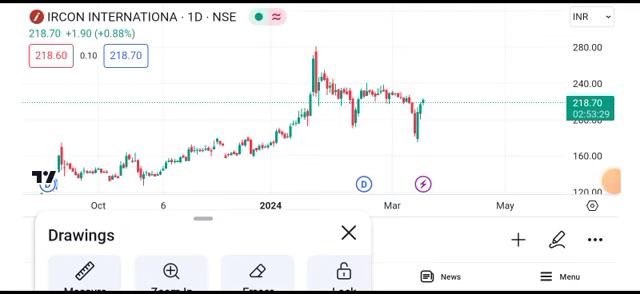 IRCON INTERNATIONA · 1D · NSE
INR
218.70 +1.90 (+0.88%)
218.60
0.10
218.70
280.00
240.00
218.70
02:53:29
200.00
160.00
120.00
D
D
Oct
6
2024
Mar
May
Drawings
Measure
Zoom In
Erase
Lock
News
Menu